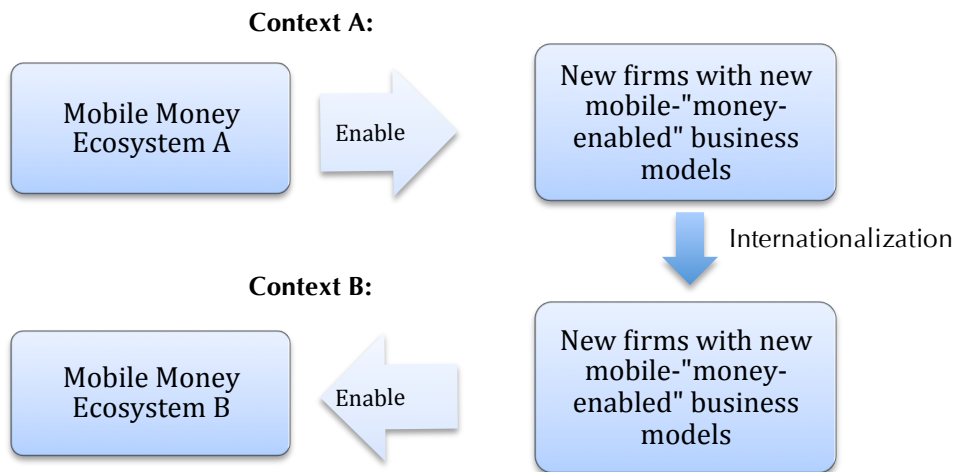 Context A:
Mobile Money
Ecosystem A
Enable
New firms with new
mobile-"money-
enabled" business
models
Internationalization
Context B:
Mobile Money
Ecosystem B
Enable
New firms with new
mobile-"money-
enabled" business
models